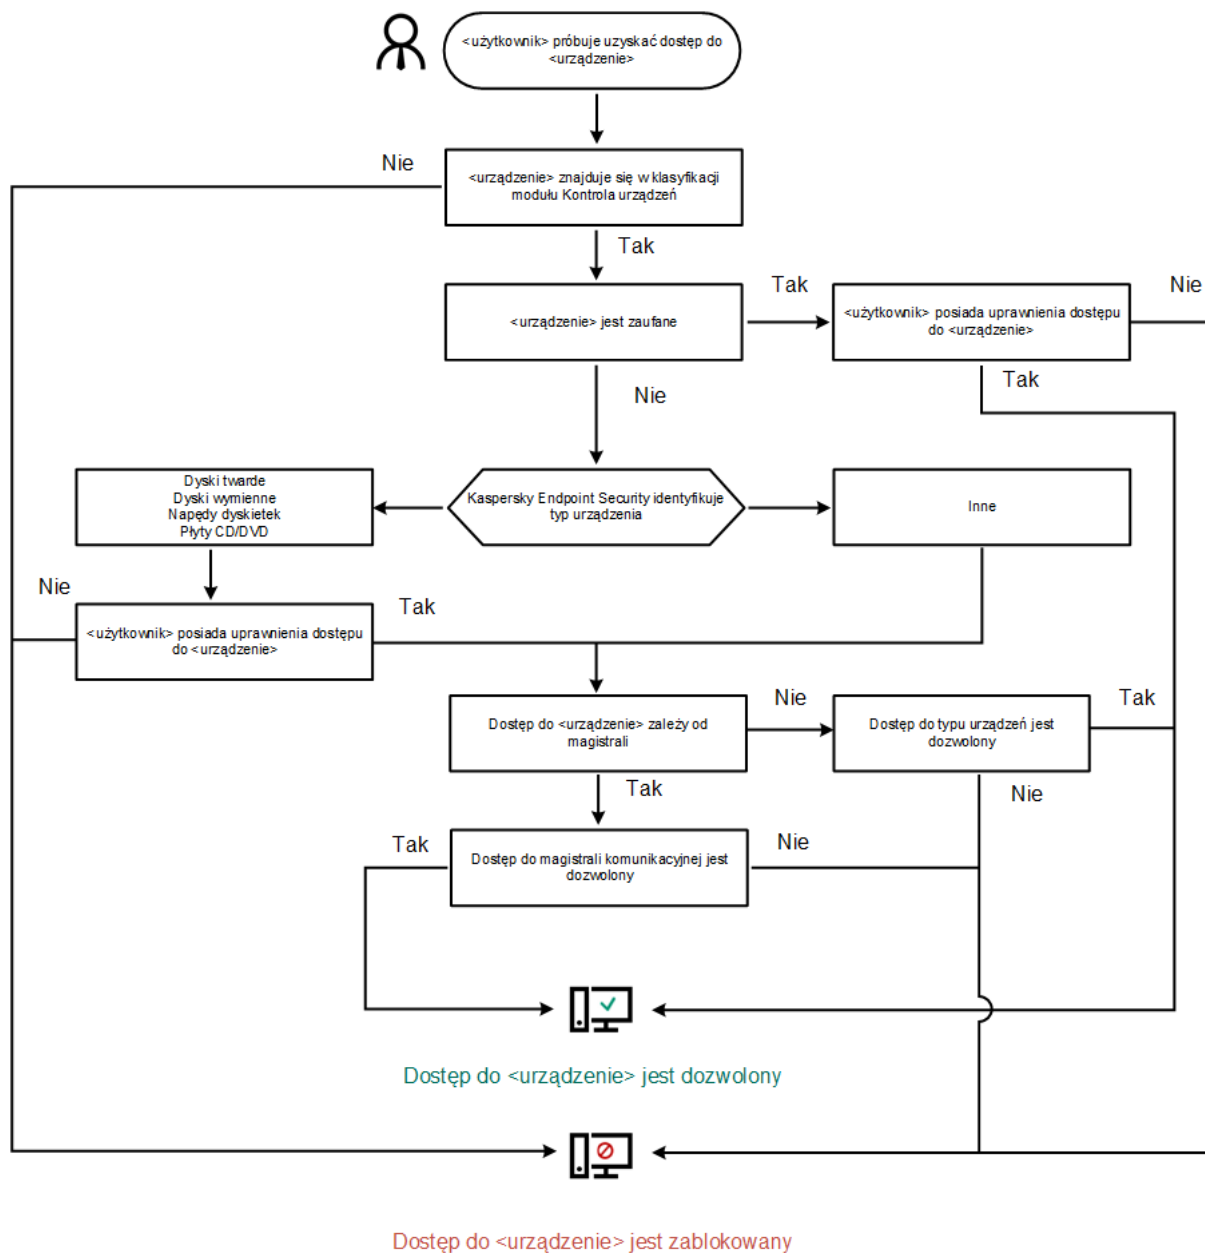 <użytkownik> próbuje uzyskać dostęp do
<urządzenie>
Nie
<urządzenie> znajduje się w klasyfikacji
modułu Kontrola urządzeń
Tak
Tak
Nie
<urządzenie> jest zaufane
<użytkownik> posiada uprawnienia dostępu
do <urządzenie>
Nie
Tak
Dyski twarde
Dyski wymienne
Napędy dyskietek
Płyty CD/DVD
Kaspersky Endpoint Security identyfikuje
typ urządzenia
Inne
Nie
Tak
<użytkownik> posiada uprawnienia dostępu
do <urządzenie>
Nie
Tak
Dostęp do <urządzenie> zależy od
magistrali
Dostęp do typu urządzeń jest
dozwolony
Tak
Nie
Tak
Nie
Dostęp do magistrali komunikacyjnej jest
dozwolony
Dostęp do <urządzenie> jest dozwolony
Dostęp do <urządzenie> jest zablokowany